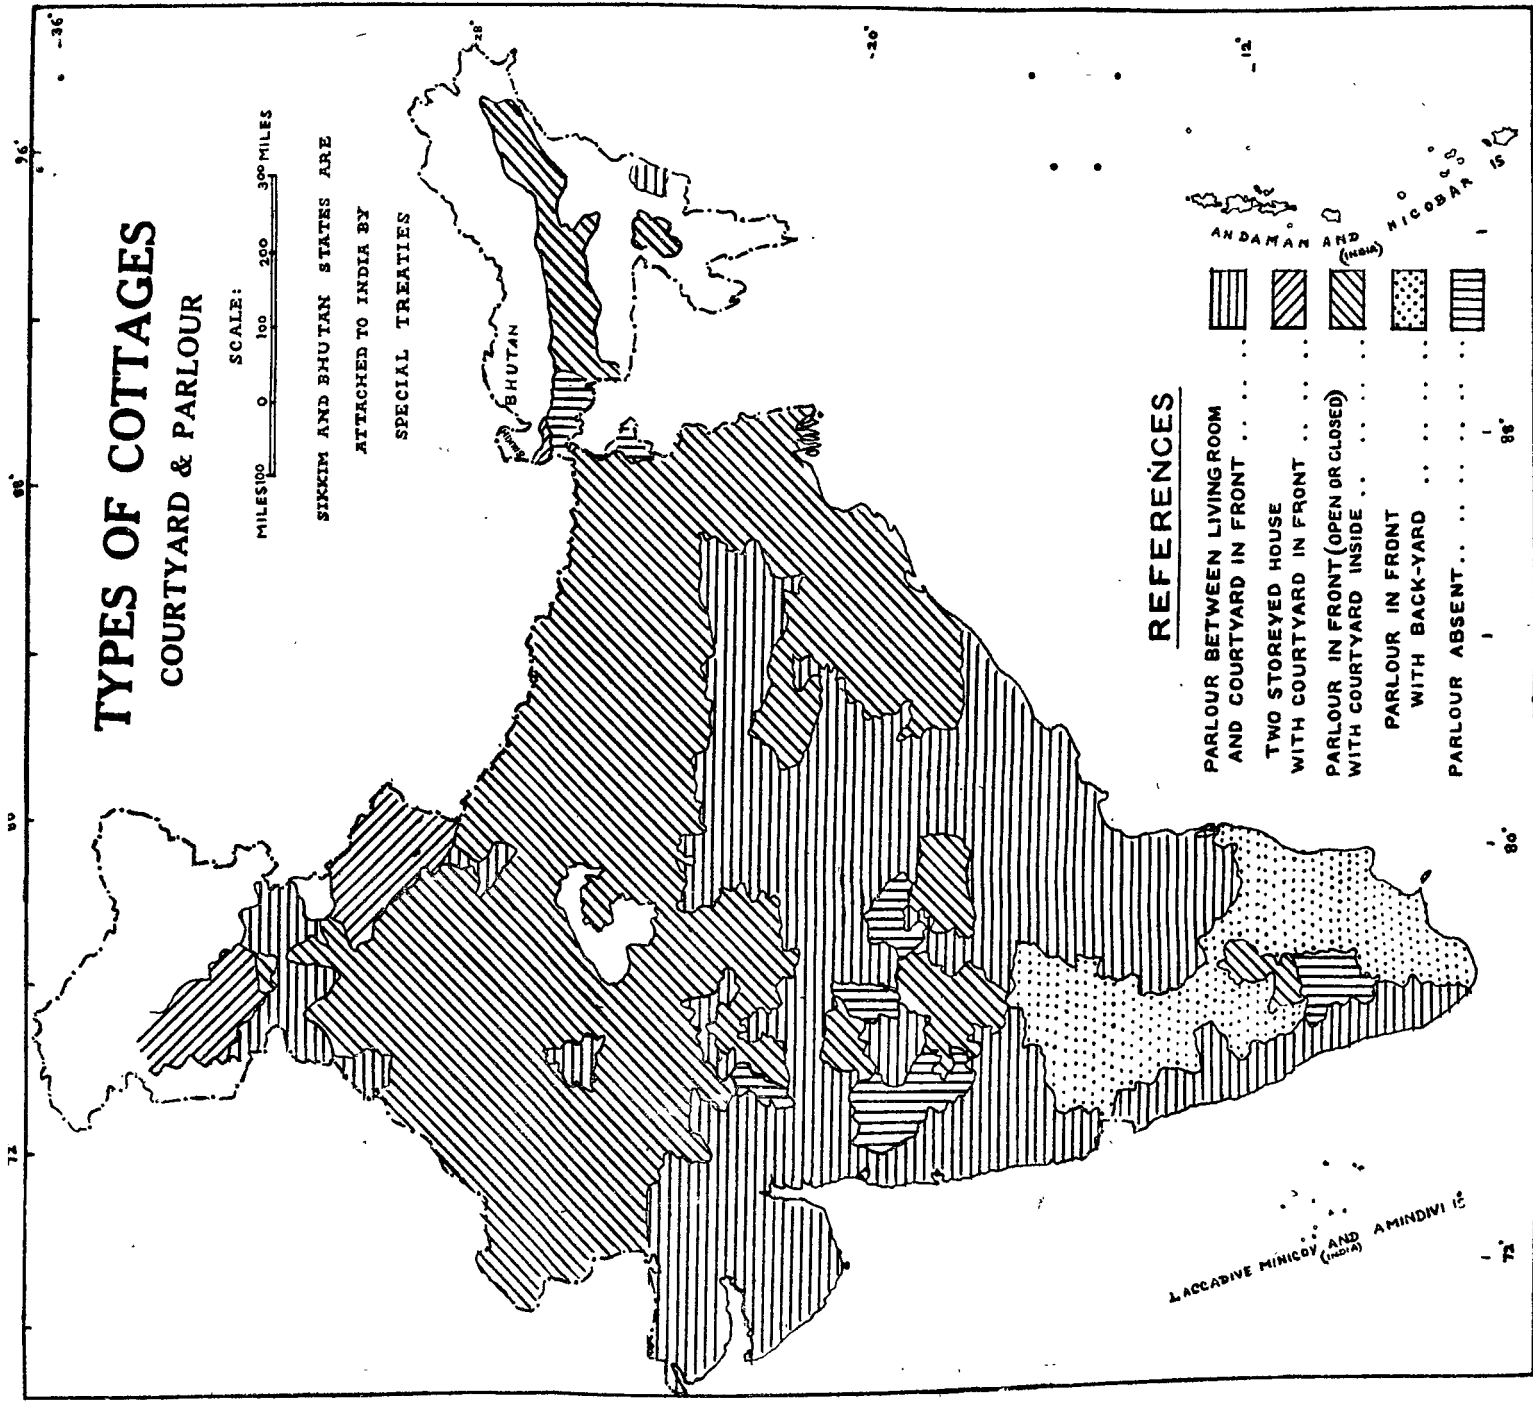 TYPES OF COTTAGES
COURTYARD & PARLOUR
SCALE:
MILES 100 0 100 200 300 MILES
SIKKIM AND BHUTAN STATES ARE
ATTACHED TO INDIA BY
SPECIAL TREATIES
BHUTAN
72°
80
88°
96°
36°
28°
20°
12°
ANDAMAN AND NICOBAR IS
(INDIA)
REFERENCES
PARLOUR BETWEEN LIVING ROOM
AND COURTYARD IN FRONT . . . . .
TWO STOREYED HOUSE
WITH COURTYARD IN FRONT . . . . .
PARLOUR IN FRONT (OPEN OR CLOSED)
WITH COURTYARD INSIDE . . . . . .
PARLOUR IN FRONT
WITH BACK-YARD . . . . . .
PARLOUR ABSENT . . . . . . . . . .
LACCADIVE MINICOY AND AMINDIVI IS
(INDIA)
72°
80°
88°